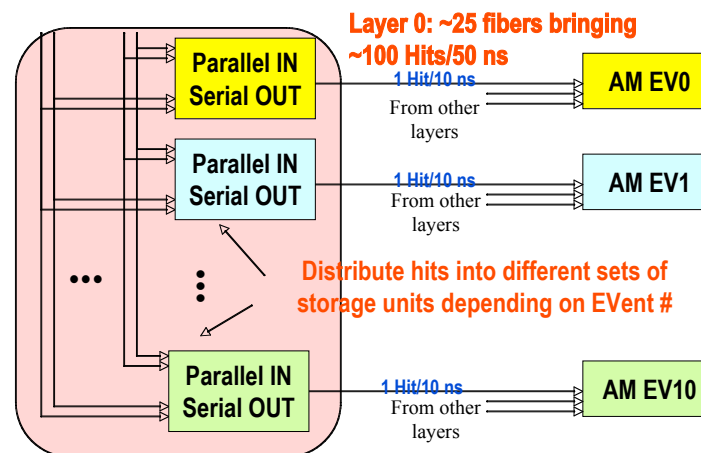 Layer 0: ~25 fibers bringing
~100 Hits/50 ns
Parallel IN
Serial OUT
1 Hit/10 ns
From other
layers
AM EV0
Parallel IN
Serial OUT
1 Hit/10 ns
From other
layers
AM EV1
•••
•••
Distribute hits into different sets of
storage units depending on EVent #
Parallel IN
Serial OUT
1 Hit/10 ns
From other
layers
AM EV10